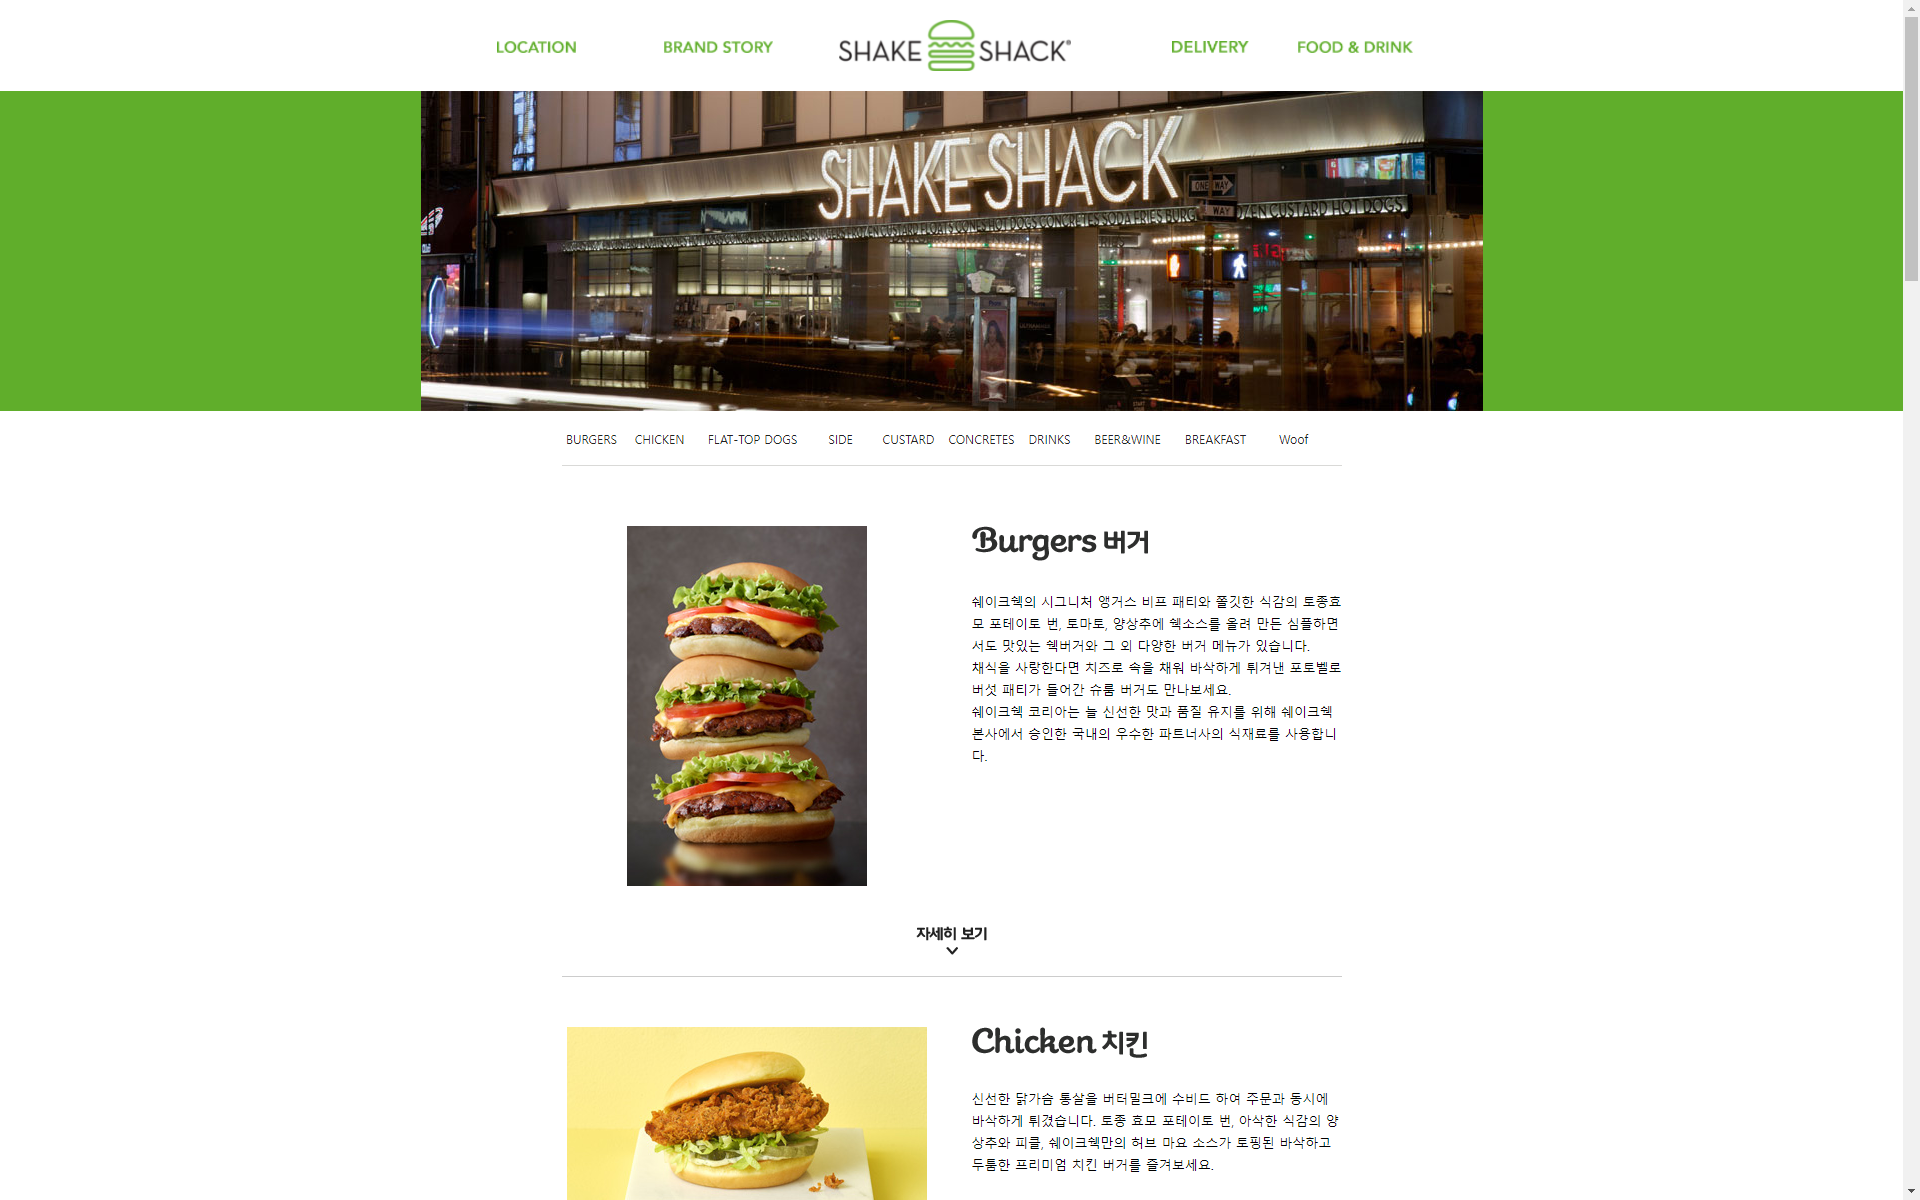 LOCATION
BRAND STORY
SHAKE SHACK®
DELIVERY
FOOD & DRINK
SHAKE SHACK
ONE WAY
WAY
HOT DOGS CONCRETES SODA FRIES BURG
OZEN CUSTARD HOT DOGS
BURGERS
CHICKEN
FLAT-TOP DOGS
SIDE
CUSTARD
CONCRETES
DRINKS
BEER&WINE
BREAKFAST
Woof
Burgers 버거
쉐이크쉑의 시그니처 앵거스 비프 패티와 쫄깃한 식감의 토종효
모 포테이토 번, 토마토, 양상추에 쉑소스를 올려 만든 심플하면
서도 맛있는 쉑버거와 그 외 다양한 버거 메뉴가 있습니다.
채식을 사랑한다면 치즈로 속을 채워 바삭하게 튀겨낸 포토벨로
버섯 패티가 들어간 슈룸 버거도 만나보세요.
쉐이크쉑 코리아는 늘 신선한 맛과 품질 유지를 위해 쉐이크쉑
본사에서 승인한 국내의 우수한 파트너사의 식재료를 사용합니
다.
자세히 보기
Chicken 치킨
신선한 닭가슴 통살을 버터밀크에 수비드 하여 주문과 동시에
바삭하게 튀겼습니다. 토종 효모 포테이토 번, 아삭한 식감의 양
상추와 피클, 쉐이크쉑만의 허브 마요 소스가 토핑된 바삭하고
두툼한 프리미엄 치킨 버거를 즐겨보세요.